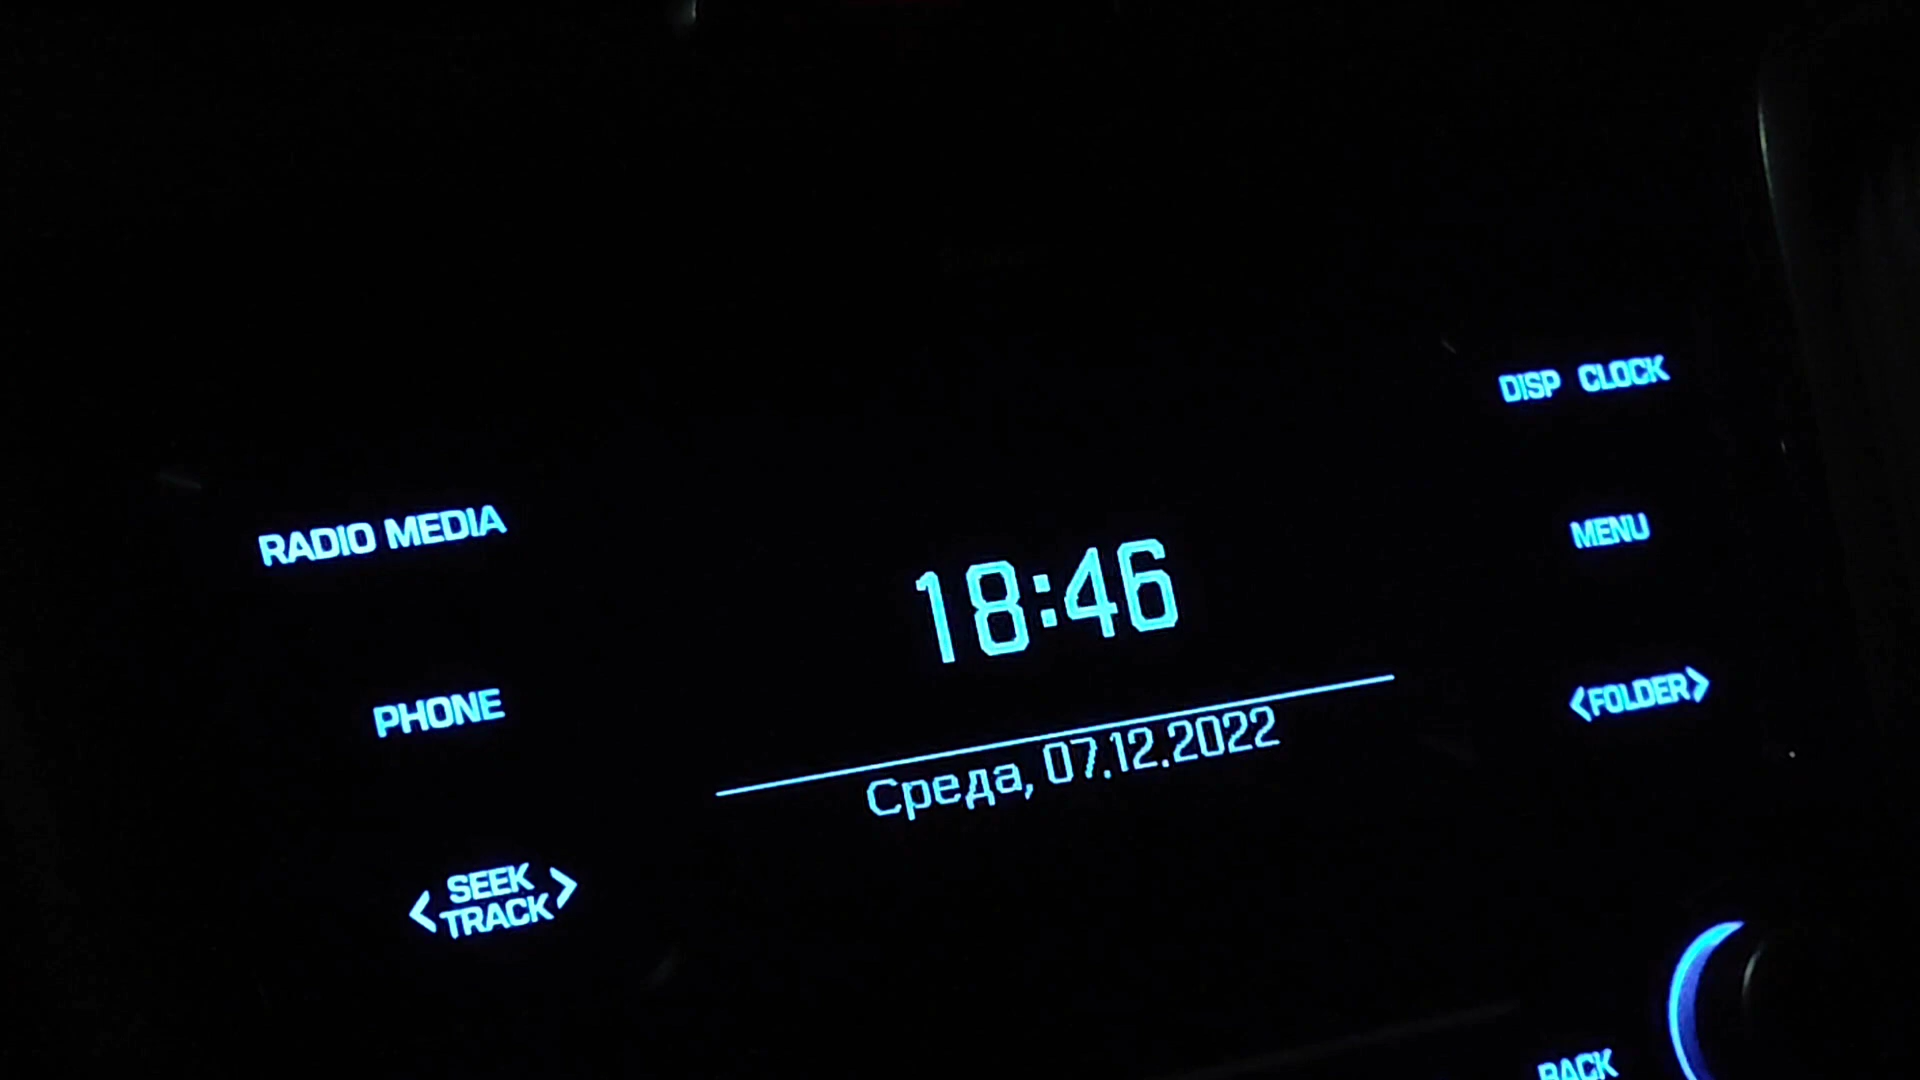 DISP CLOCK
RADIO MEDIA
MENU
18:46
PHONE
<FOLDER>
Среда, 07.12.2022
< SEEK >
TRACK
BACK